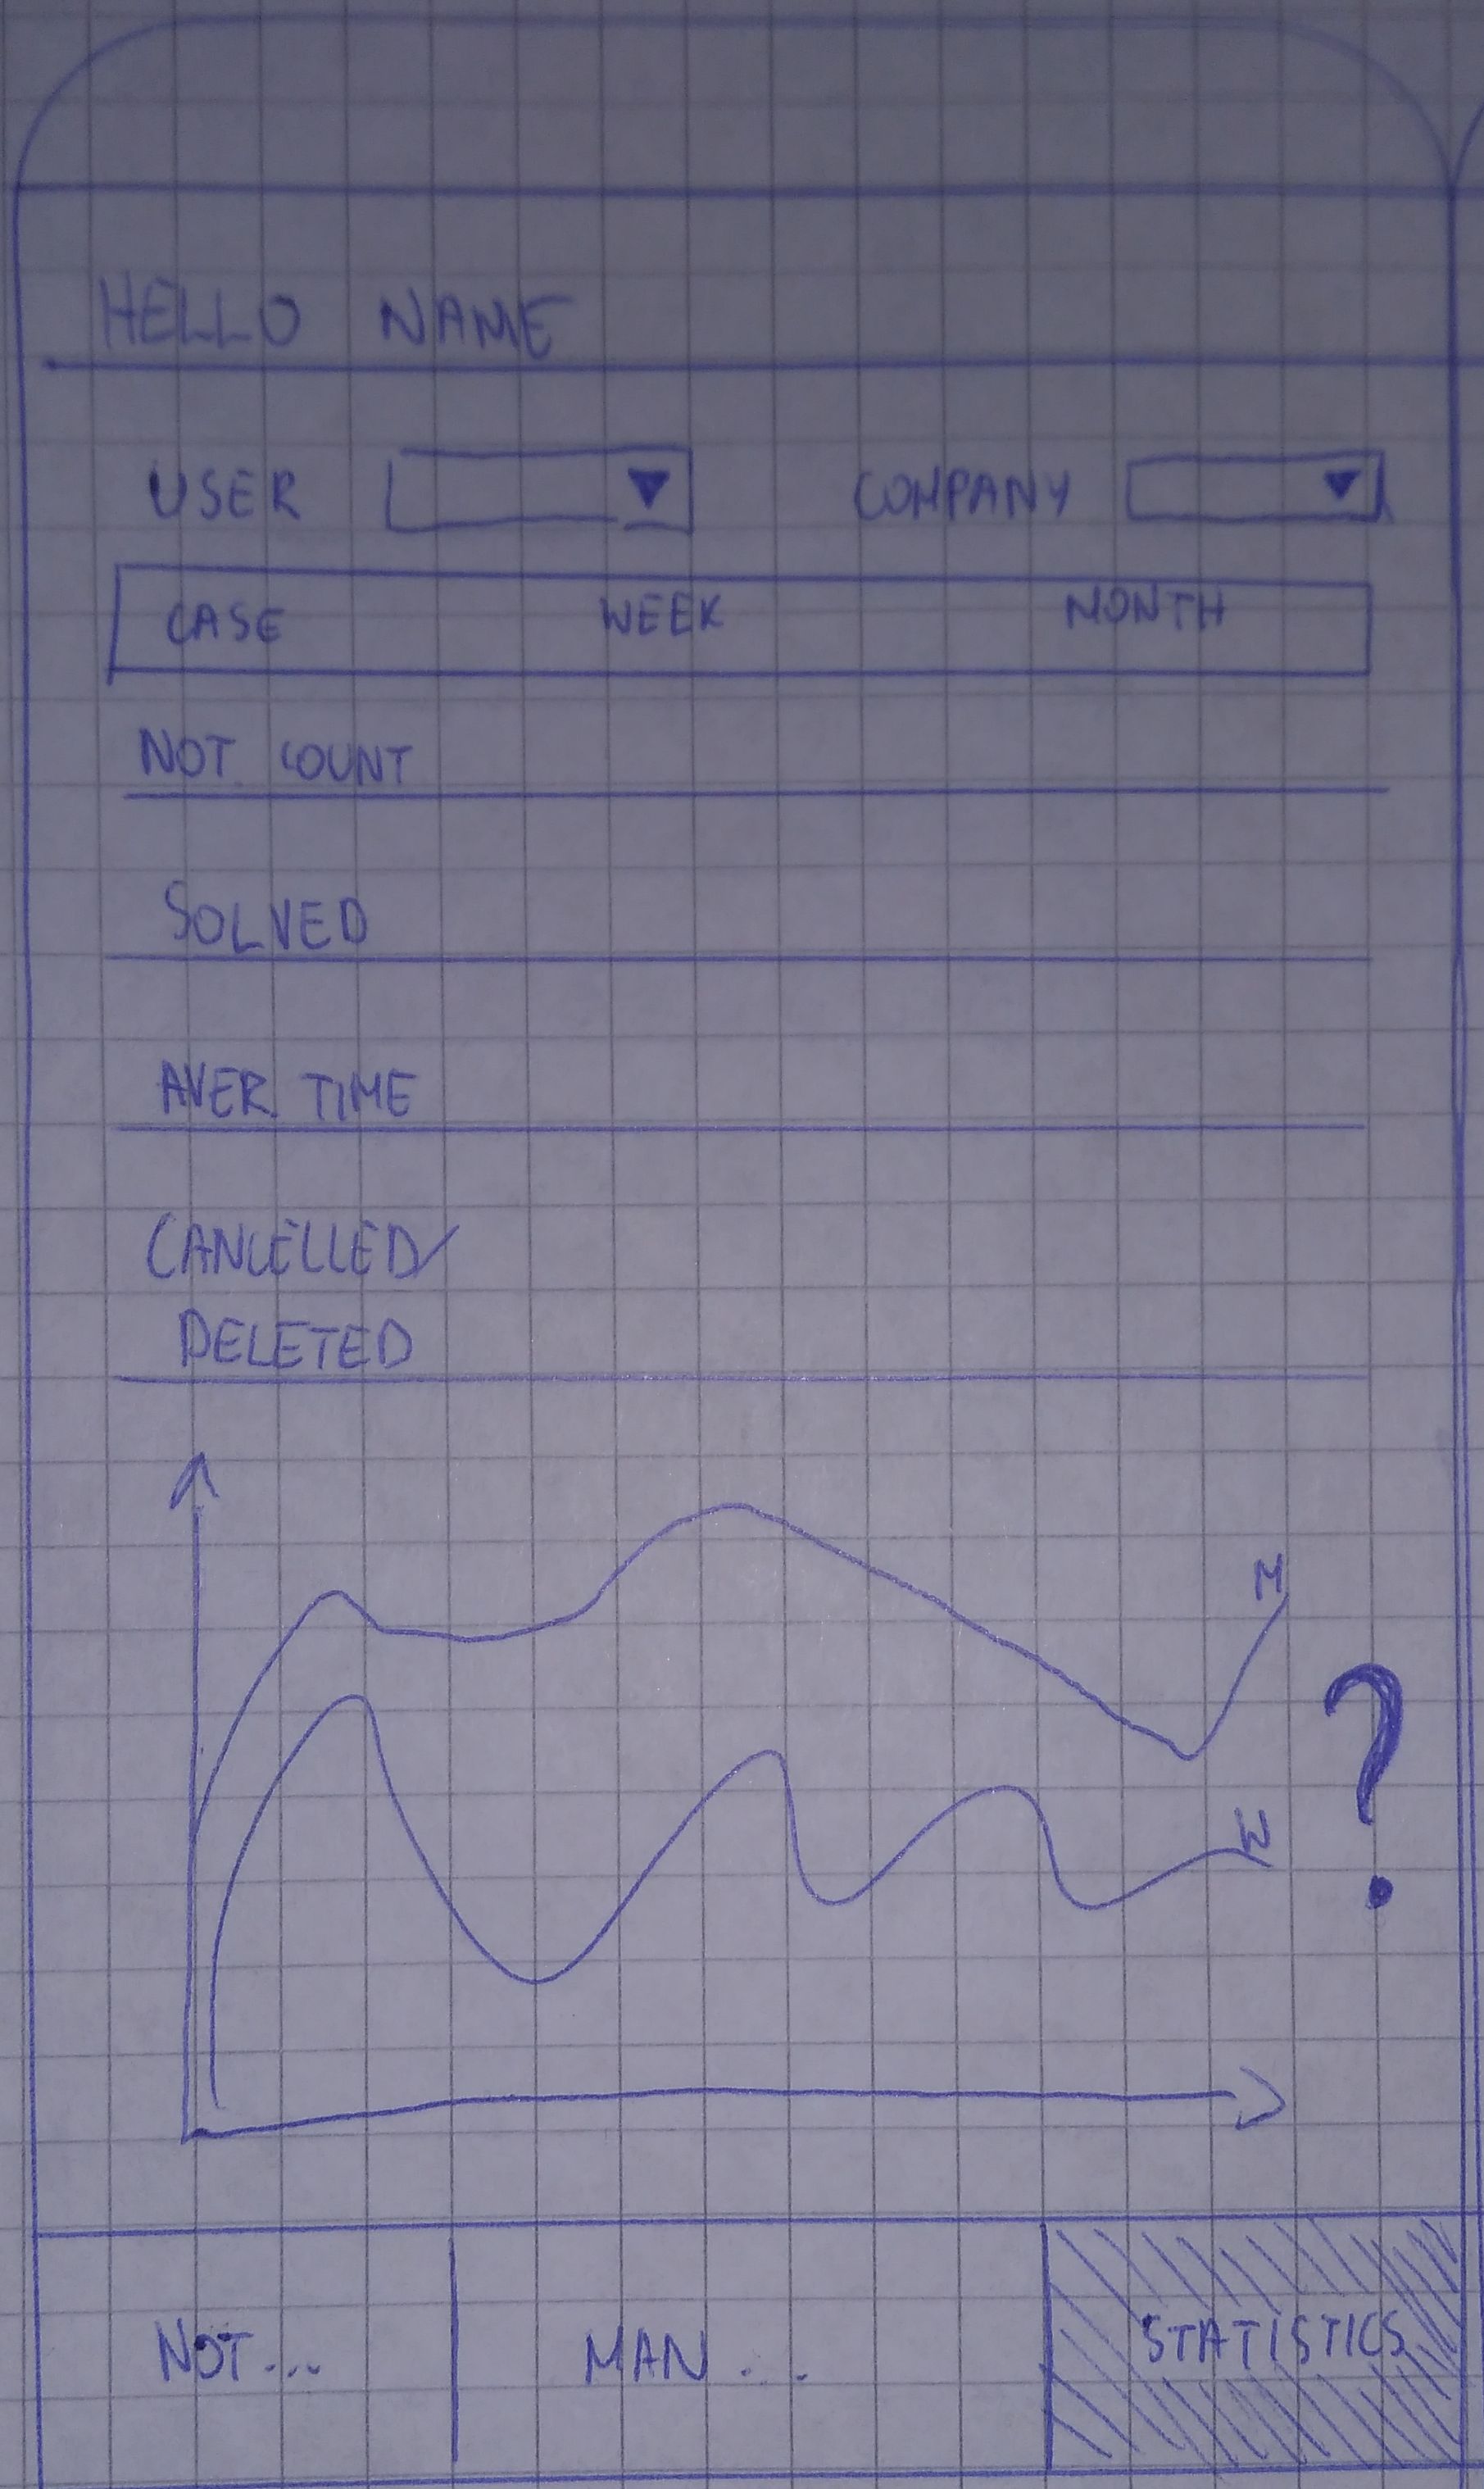 HELLO NAME
USER COMPANY
CASE WEEK MONTH
NOT. COUNT
SOLVED
AVER. TIME
CANCELLED/
DELETED
M
?
W
NOT... MAN... STATISTICS